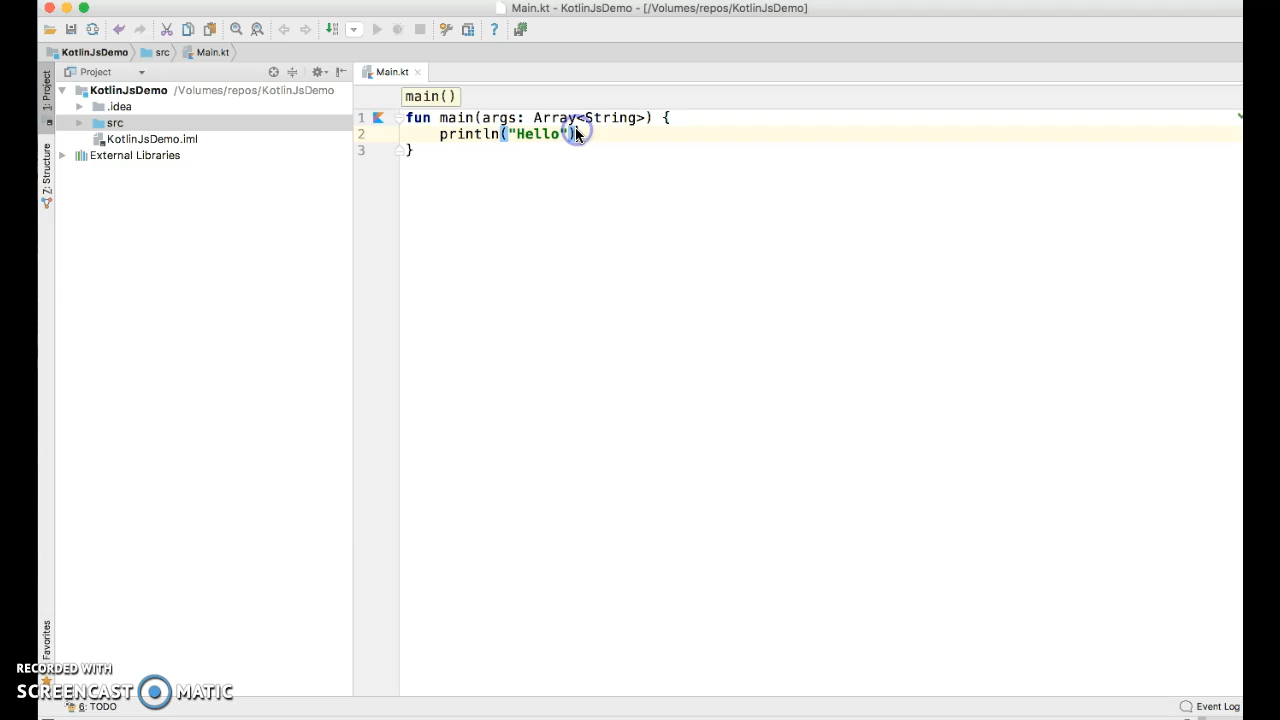 Main.kt - KotlinJsDemo - [/Volumes/repos/KotlinJsDemo]
KotlinJsDemo src Main.kt
1: Project
Project
Main.kt
KotlinJsDemo /Volumes/repos/KotlinJsDemo
main()
.idea
src
KotlinJsDemo.iml
External Libraries
1 fun main(args: Array<String>) {
2 println("Hello")
3 }
7: Structure
Favorites
RECORDED WITH
SCREENCAST MATIC
6: TODO
Event Log